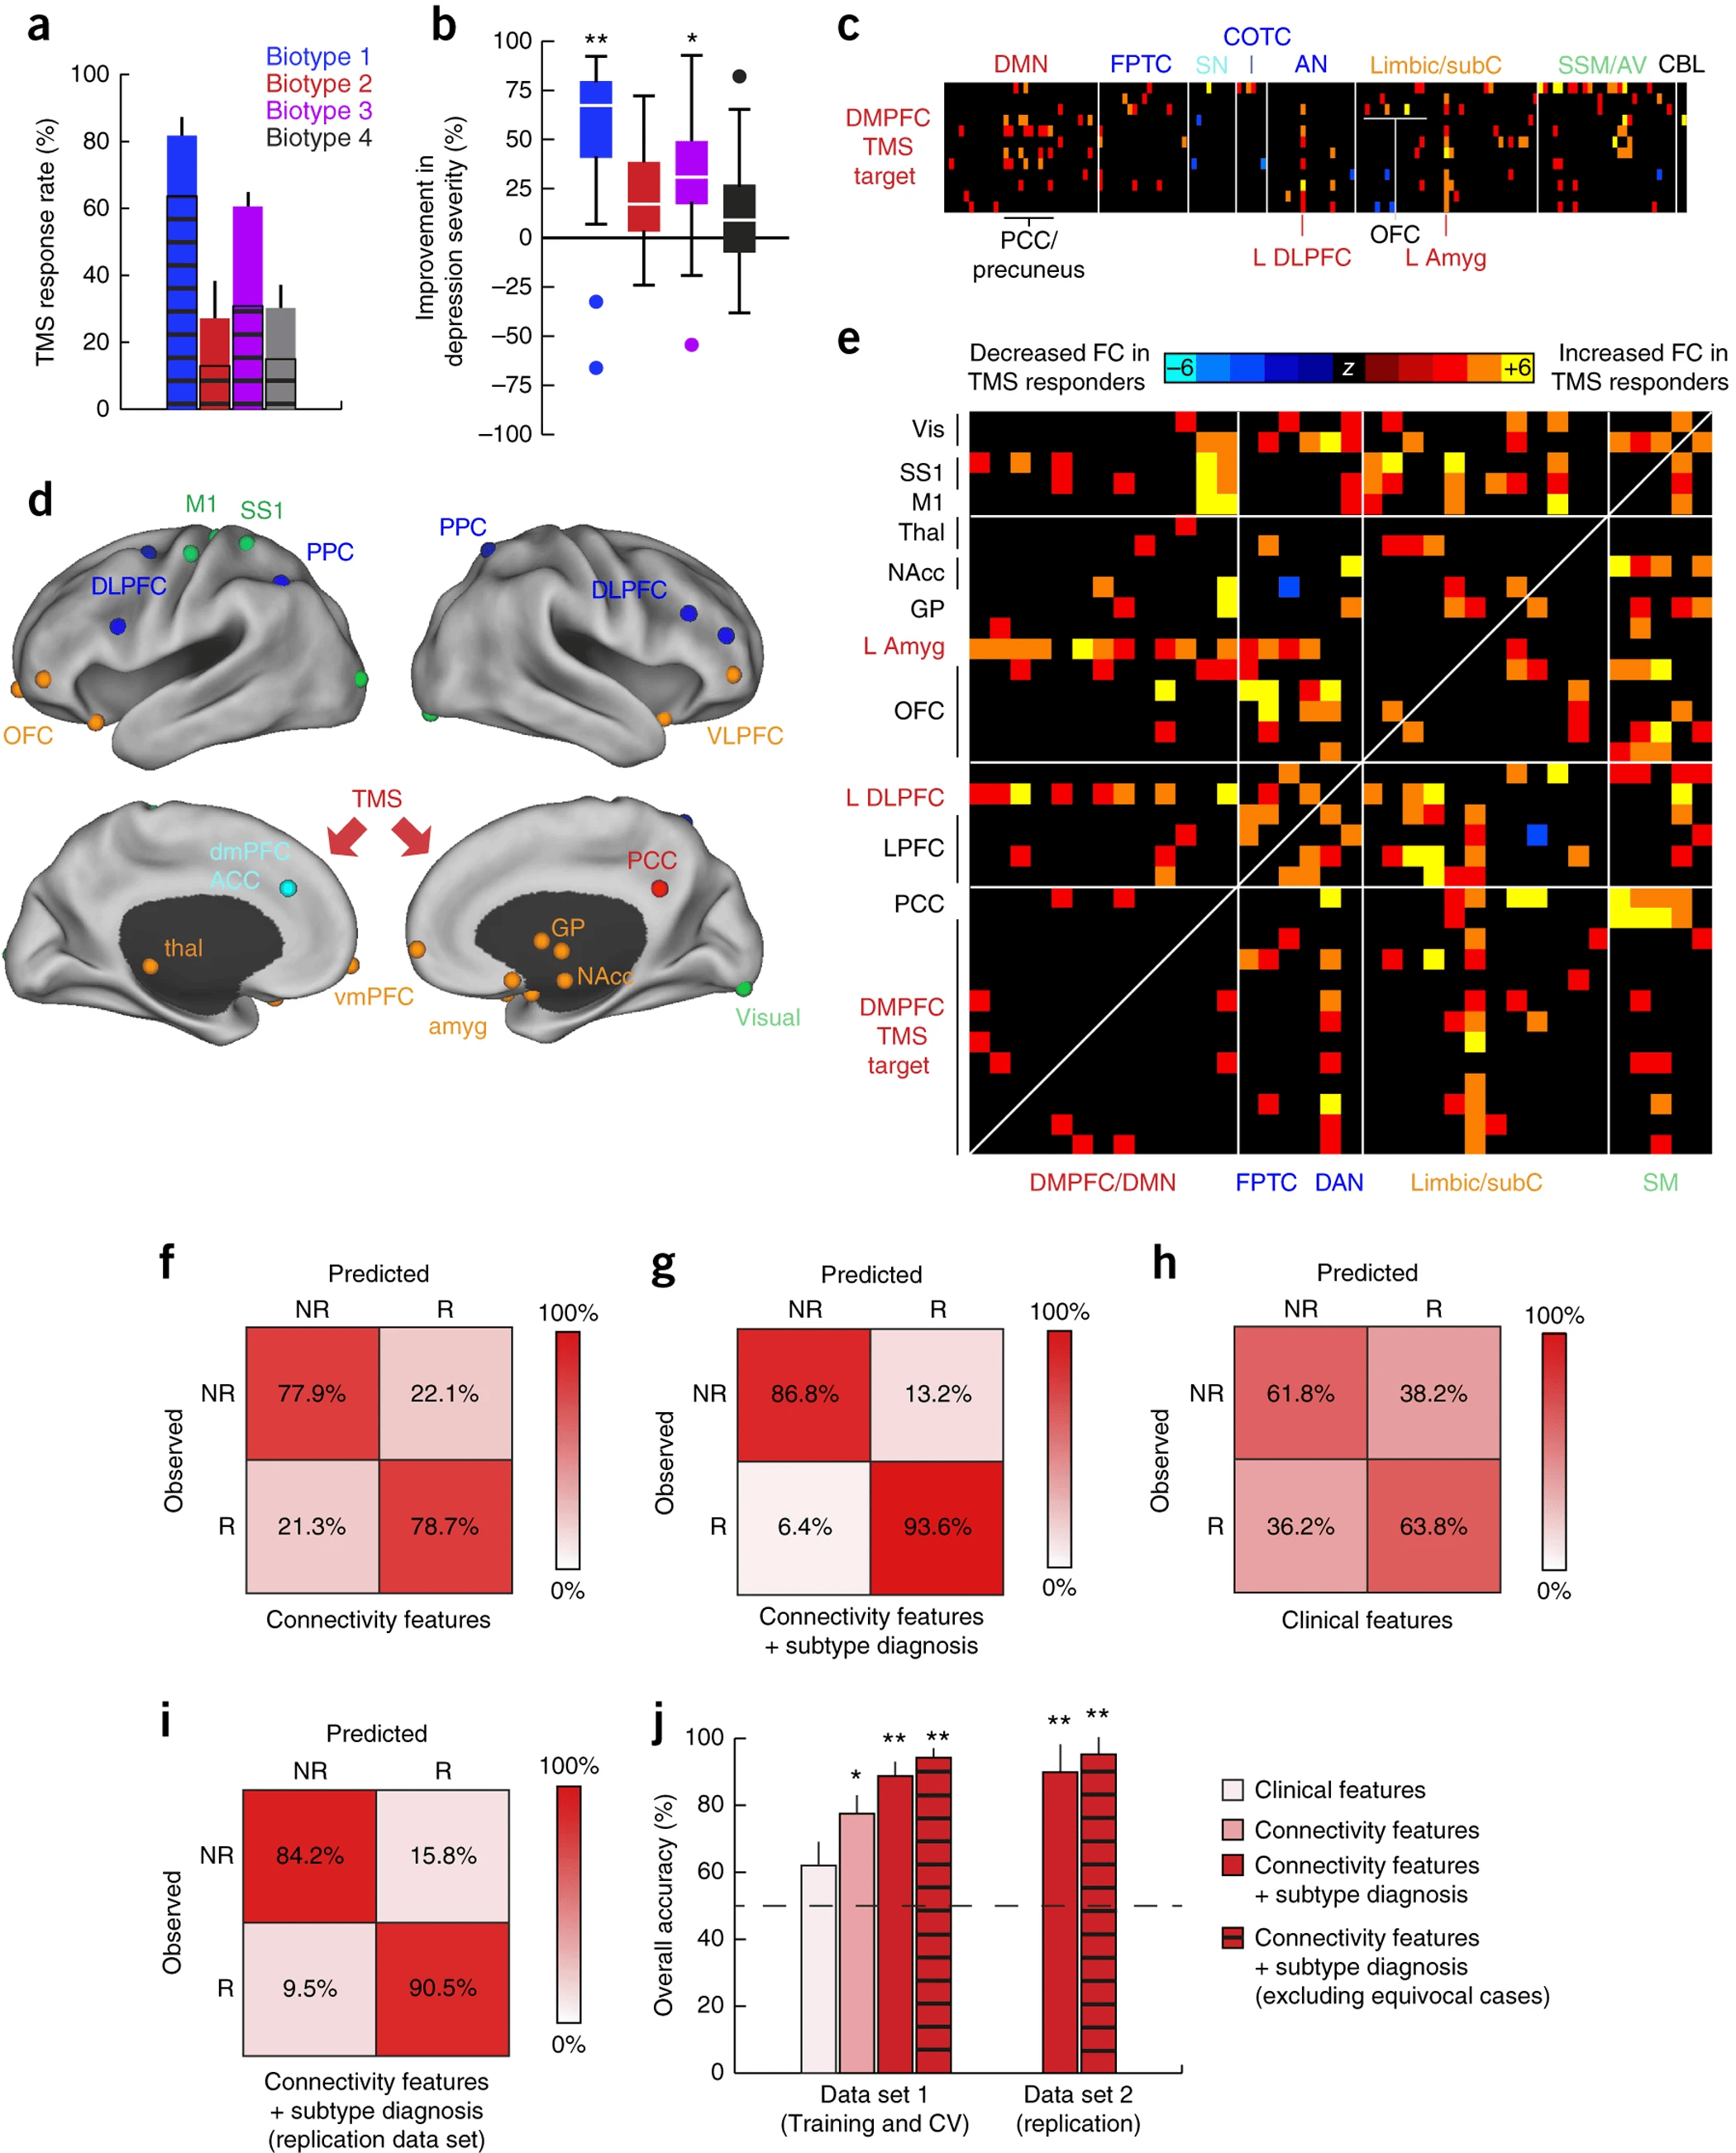 a
TMS response rate (%)
100
80
60
40
20
0
Biotype 1
Biotype 2
Biotype 3
Biotype 4
b
Improvement in
depression severity (%)
100
75
50
25
0
–25
–50
–75
–100
**
*
c
COTC
DMN
FPTC
SN
I
AN
Limbic/subC
SSM/AV
CBL
DMPFC
TMS
target
PCC/
precuneus
L DLPFC
OFC
L Amyg
d
M1
SS1
PPC
DLPFC
OFC
PPC
DLPFC
VLPFC
TMS
dmPFC
ACC
thal
vmPFC
PCC
GP
NAcc
amyg
Visual
e
Decreased FC in
TMS responders
–6
z
+6
Increased FC in
TMS responders
Vis
SS1
M1
Thal
NAcc
GP
L Amyg
OFC
L DLPFC
LPFC
PCC
DMPFC
TMS
target
DMPFC/DMN
FPTC
DAN
Limbic/subC
SM
f
Predicted
NR
R
100%
Observed
NR
77.9%
22.1%
R
21.3%
78.7%
0%
Connectivity features
g
Predicted
NR
R
100%
Observed
NR
86.8%
13.2%
R
6.4%
93.6%
0%
Connectivity features
+ subtype diagnosis
h
Predicted
NR
R
100%
Observed
NR
61.8%
38.2%
R
36.2%
63.8%
0%
Clinical features
i
Predicted
NR
R
100%
Observed
NR
84.2%
15.8%
R
9.5%
90.5%
0%
Connectivity features
+ subtype diagnosis
(replication data set)
j
Overall accuracy (%)
100
80
60
40
20
0
*
**
**
**
**
Data set 1
(Training and CV)
Data set 2
(replication)
Clinical features
Connectivity features
Connectivity features
+ subtype diagnosis
Connectivity features
+ subtype diagnosis
(excluding equivocal cases)